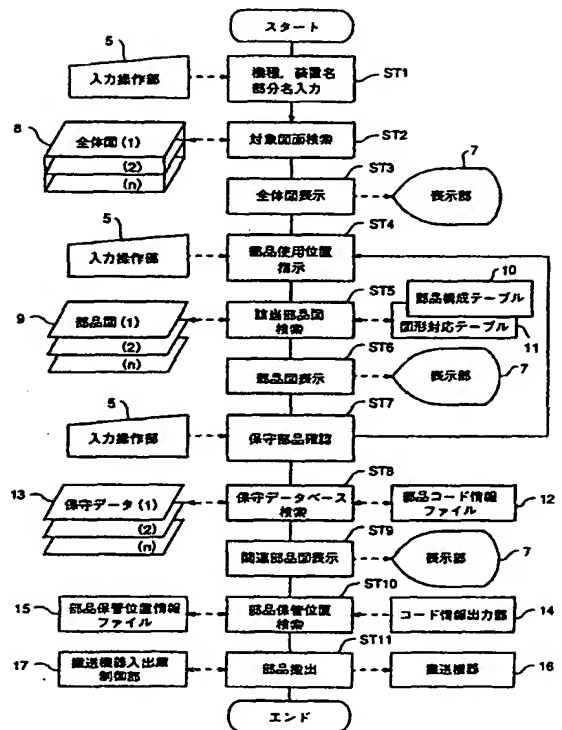 スタート
5
入力操作部
機種，装置名
部分名入力
ST1
8
全体図(1)
(2)
(n)
対象図面検索
ST2
全体図表示
ST3
7
表示部
5
入力操作部
部品使用位置
指示
ST4
9
部品図(1)
(2)
(n)
該当部品図
検索
ST5
10
部品構成テーブル
図形対応テーブル
11
部品図表示
ST6
表示部
7
5
入力操作部
保守部品確認
ST7
13
保守データ(1)
(2)
(n)
保守データベース
検索
ST8
部品コード情報
ファイル
12
関連部品図表示
ST9
表示部
7
15
部品保管位置情報
ファイル
部品保管位置
検索
ST10
コード情報出力部
14
17
搬送機器入出庫
制御部
部品搬出
ST11
搬送機器
16
エンド